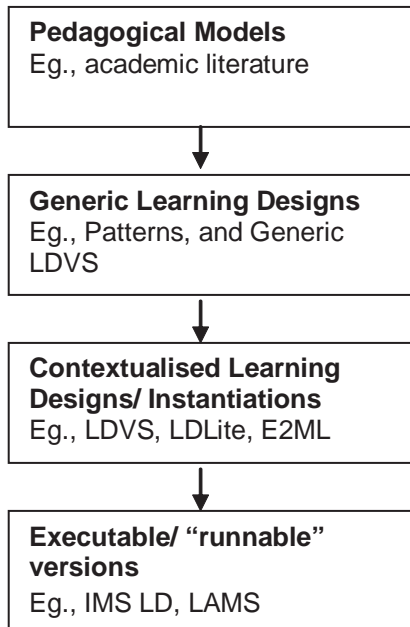 Pedagogical Models
Eg., academic literature
Generic Learning Designs
Eg., Patterns, and Generic
LDVS
Contextualised Learning
Designs/ Instantiations
Eg., LDVS, LDLite, E2ML
Executable/ “runnable”
versions
Eg., IMS LD, LAMS